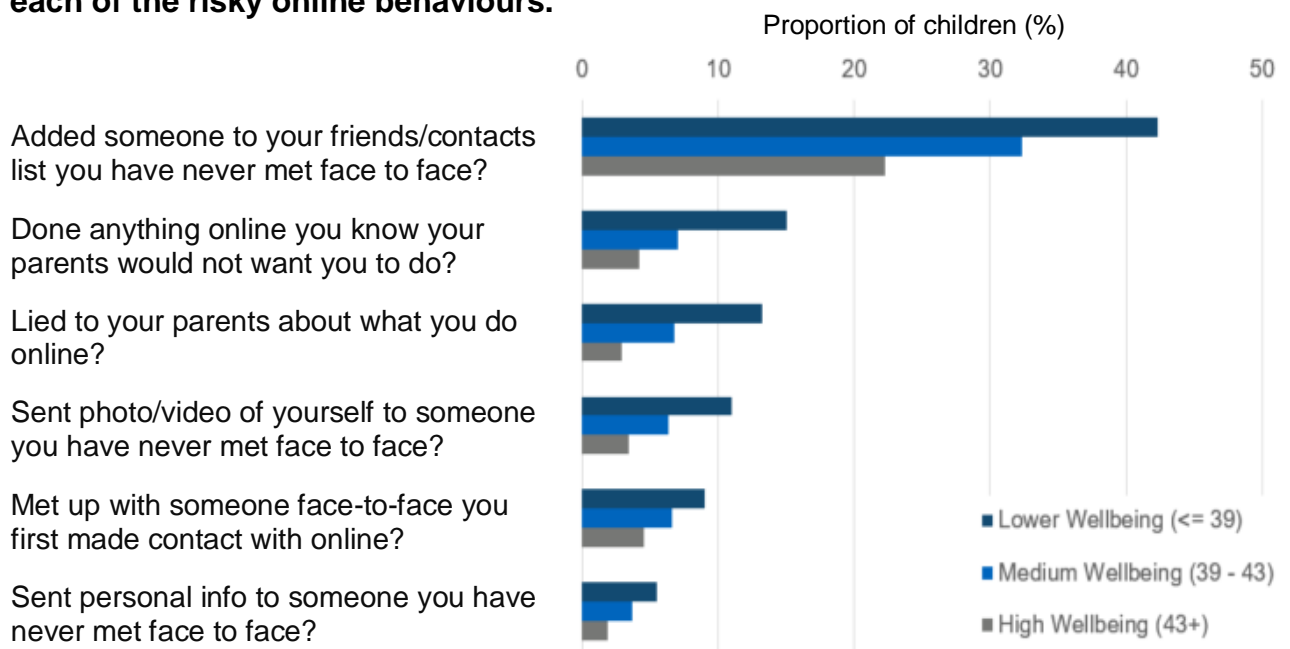 each of the risky online behaviours.
Proportion of children (%)
0 10 20 30 40 50
Added someone to your friends/contacts
list you have never met face to face?
Done anything online you know your
parents would not want you to do?
Lied to your parents about what you do
online?
Sent photo/video of yourself to someone
you have never met face to face?
Met up with someone face-to-face you
first made contact with online?
Sent personal info to someone you have
never met face to face?
Lower Wellbeing (<= 39)
Medium Wellbeing (39 - 43)
High Wellbeing (43+)